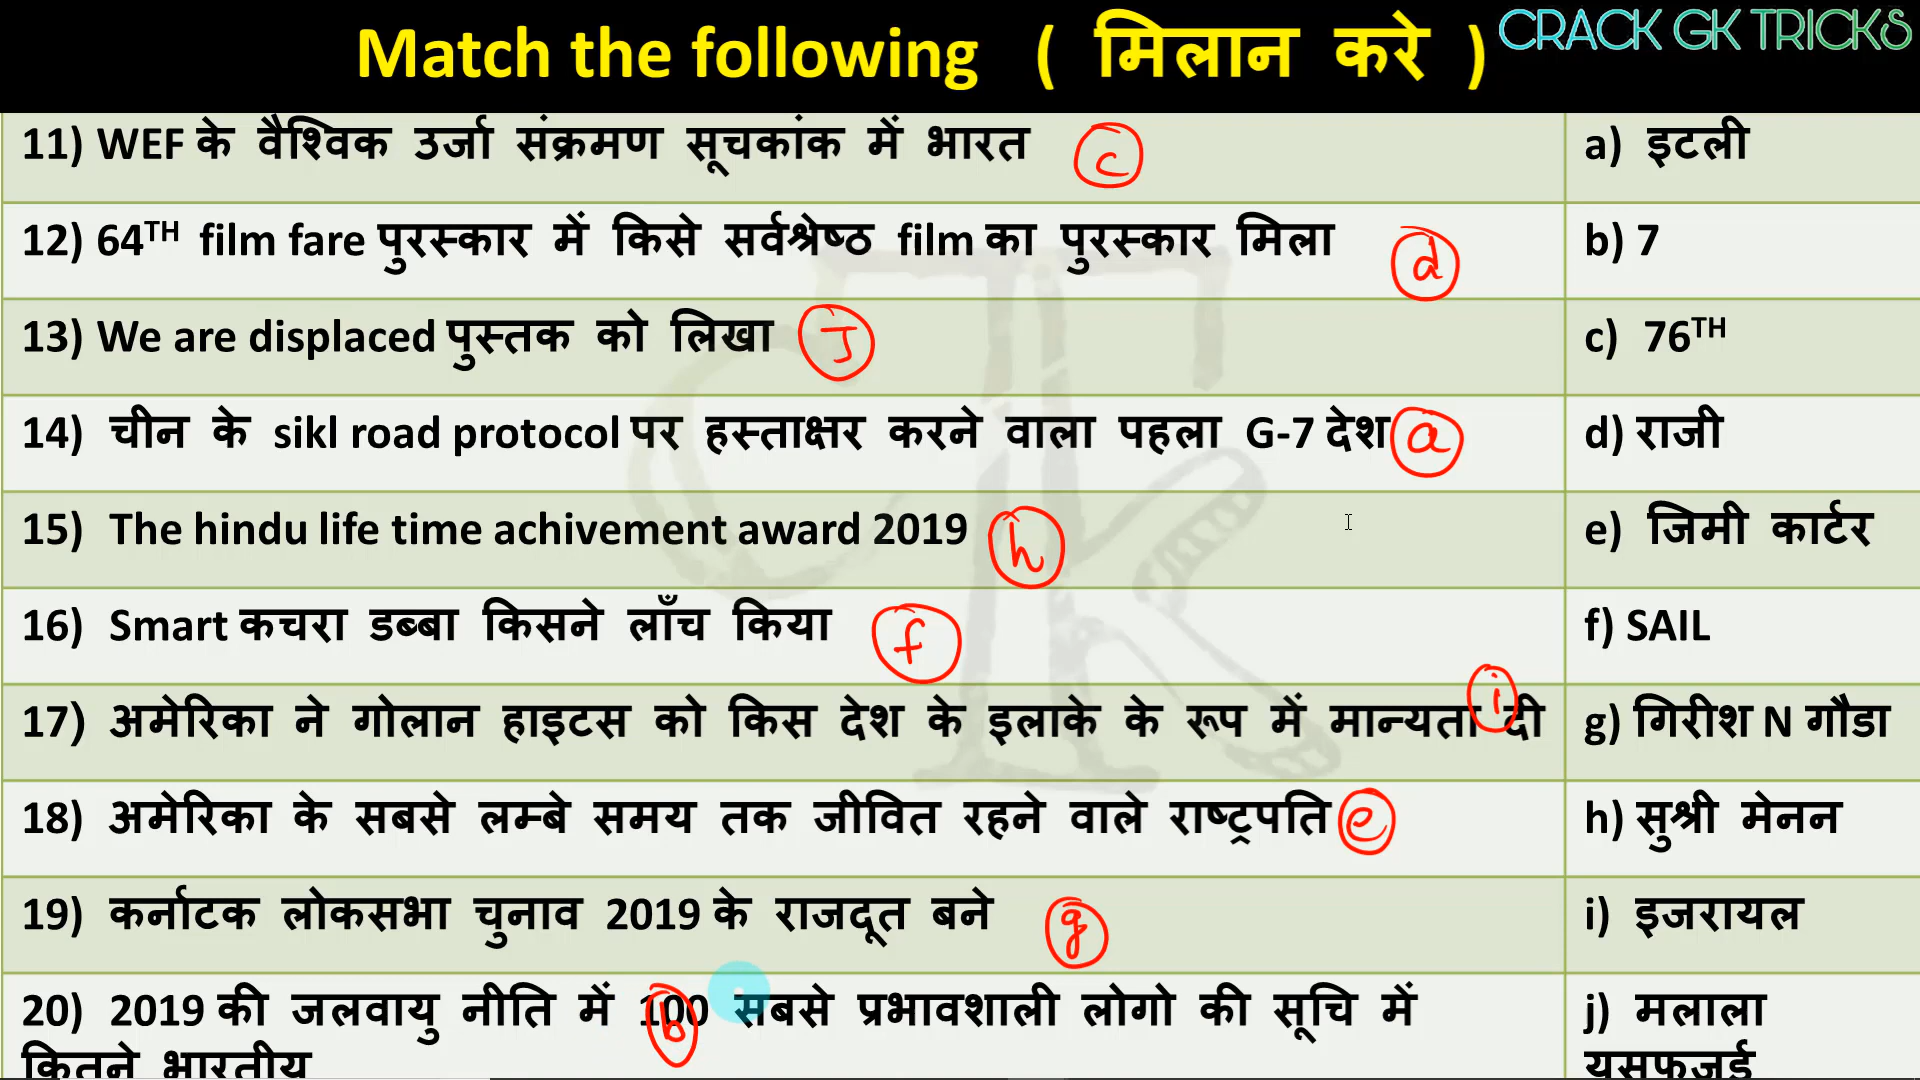 Match the following ( मिलान करे )
CRACK GK TRICKS
11) WEF के वैश्विक उर्जा संक्रमण सूचकांक में भारत c
a) इटली
12) 64TH film fare पुरस्कार में किसे सर्वश्रेष्ठ film का पुरस्कार मिला d
b) 7
13) We are displaced पुस्तक को लिखा J
c) 76TH
14) चीन के sikl road protocol पर हस्ताक्षर करने वाला पहला G-7 देश a
d) राजी
15) The hindu life time achivement award 2019 h
e) जिमी कार्टर
16) Smart कचरा डब्बा किसने लाँच किया f
f) SAIL
17) अमेरिका ने गोलान हाइटस को किस देश के इलाके के रूप में मान्यता दी i
g) गिरीश N गौडा
18) अमेरिका के सबसे लम्बे समय तक जीवित रहने वाले राष्ट्रपति e
h) सुश्री मेनन
19) कर्नाटक लोकसभा चुनाव 2019 के राजदूत बने g
i) इजरायल
20) 2019 की जलवायु नीति में 100 सबसे प्रभावशाली लोगो की सूचि में
कितने भारतीय b
j) मलाला
यूसुफजई